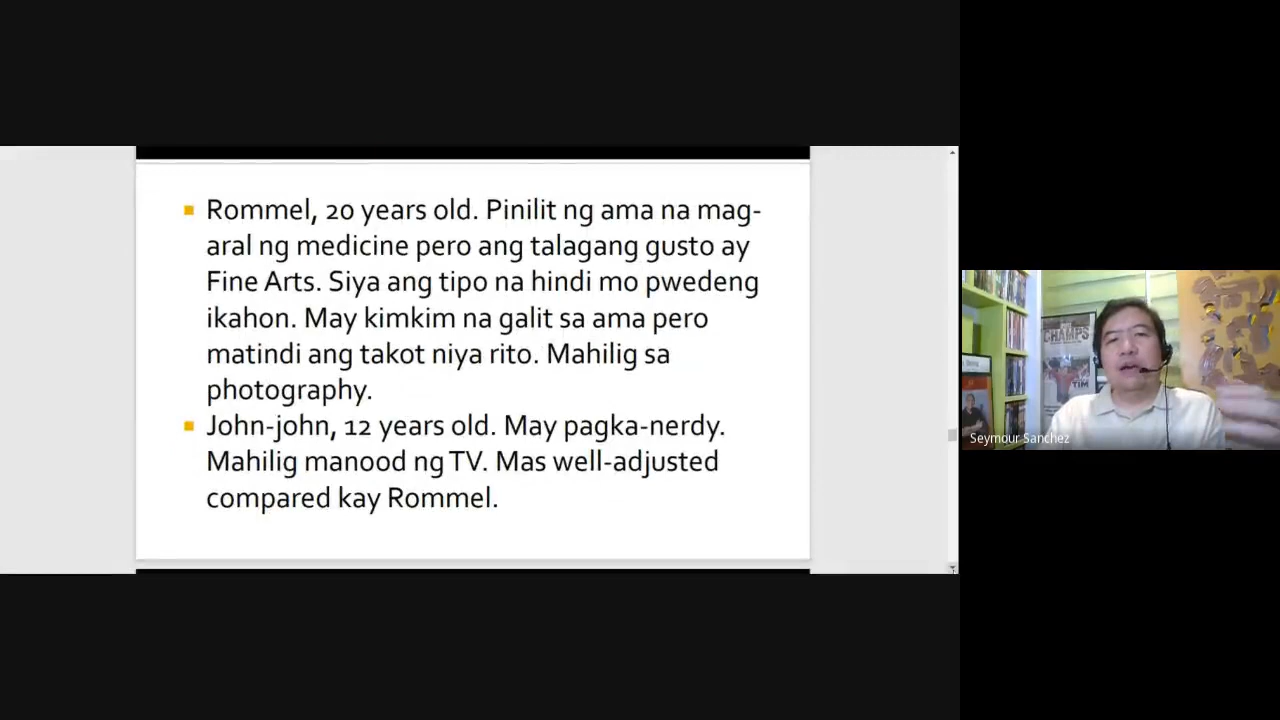 Rommel, 20 years old. Pinilit ng ama na mag-
aral ng medicine pero ang talagang gusto ay
Fine Arts. Siya ang tipo na hindi mo pwedeng
ikahon. May kimkim na galit sa ama pero
matindi ang takot niya rito. Mahilig sa
photography.
John-john, 12 years old. May pagka-nerdy.
Mahilig manood ng TV. Mas well-adjusted
compared kay Rommel.
CHAMPS
TIM
Seymour Sanchez